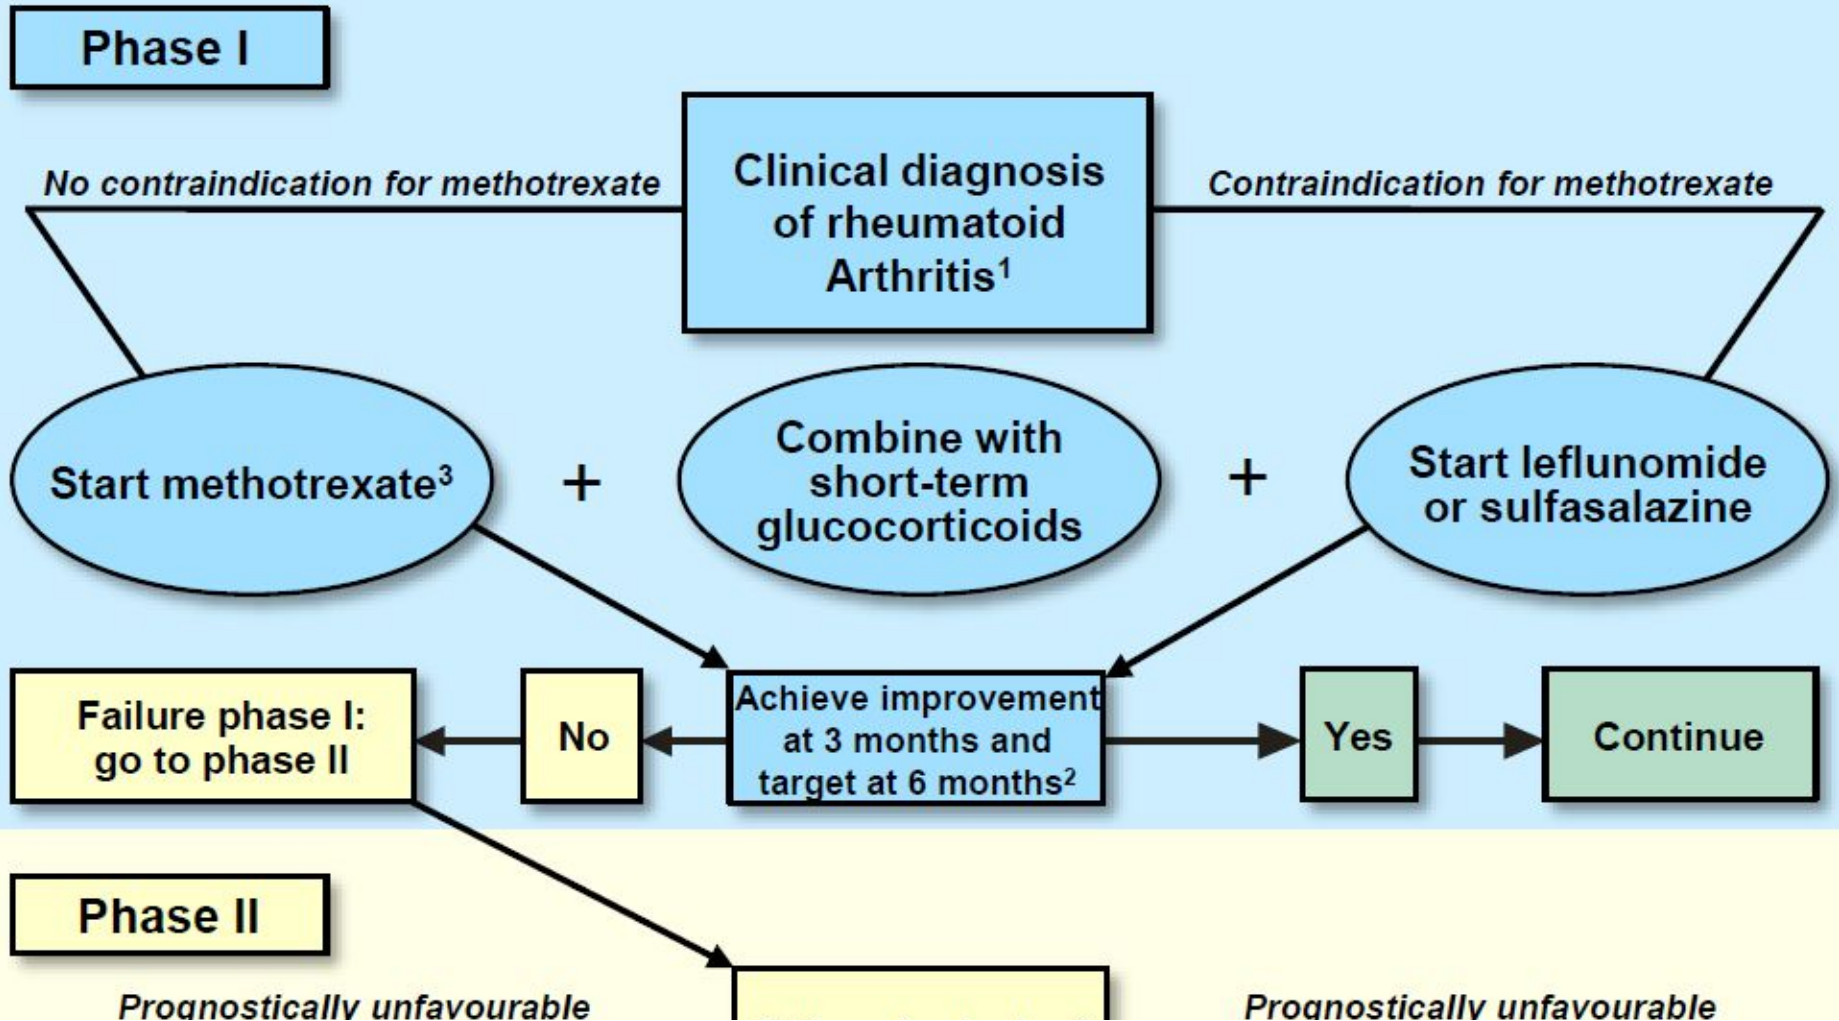 Phase I
Clinical diagnosis
of rheumatoid
Arthritis¹
No contraindication for methotrexate
Contraindication for methotrexate
Start methotrexate³
+
Combine with
short-term
glucocorticoids
+
Start leflunomide
or sulfasalazine
Failure phase I:
go to phase II
No
Achieve improvement
at 3 months and
target at 6 months²
Yes
Continue
Phase II
Prognostically unfavourable
Prognostically unfavourable